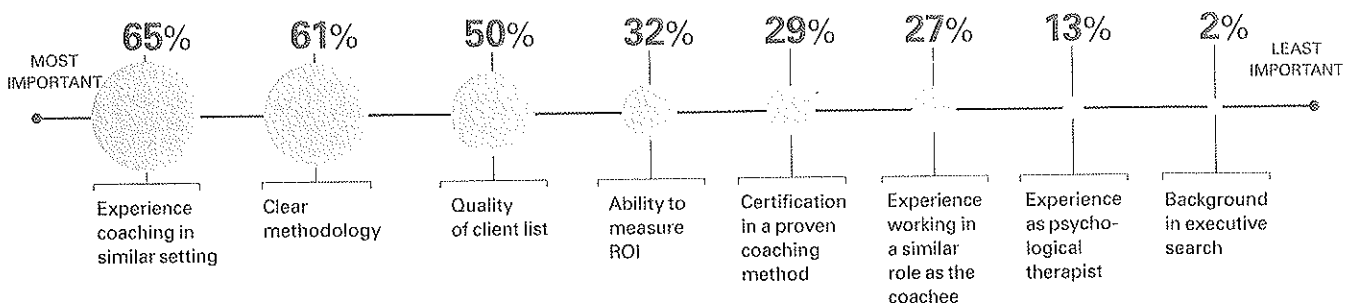 65%
61%
50%
32%
29%
27%
13%
2%
MOST
IMPORTANT
LEAST
IMPORTANT
Experience
coaching in
similar setting
Clear
methodology
Quality
of client list
Ability to
measure
ROI
Certification
in a proven
coaching
method
Experience
working in
a similar
role as the
coachee
Experience
as psycho-
logical
therapist
Background
in executive
search